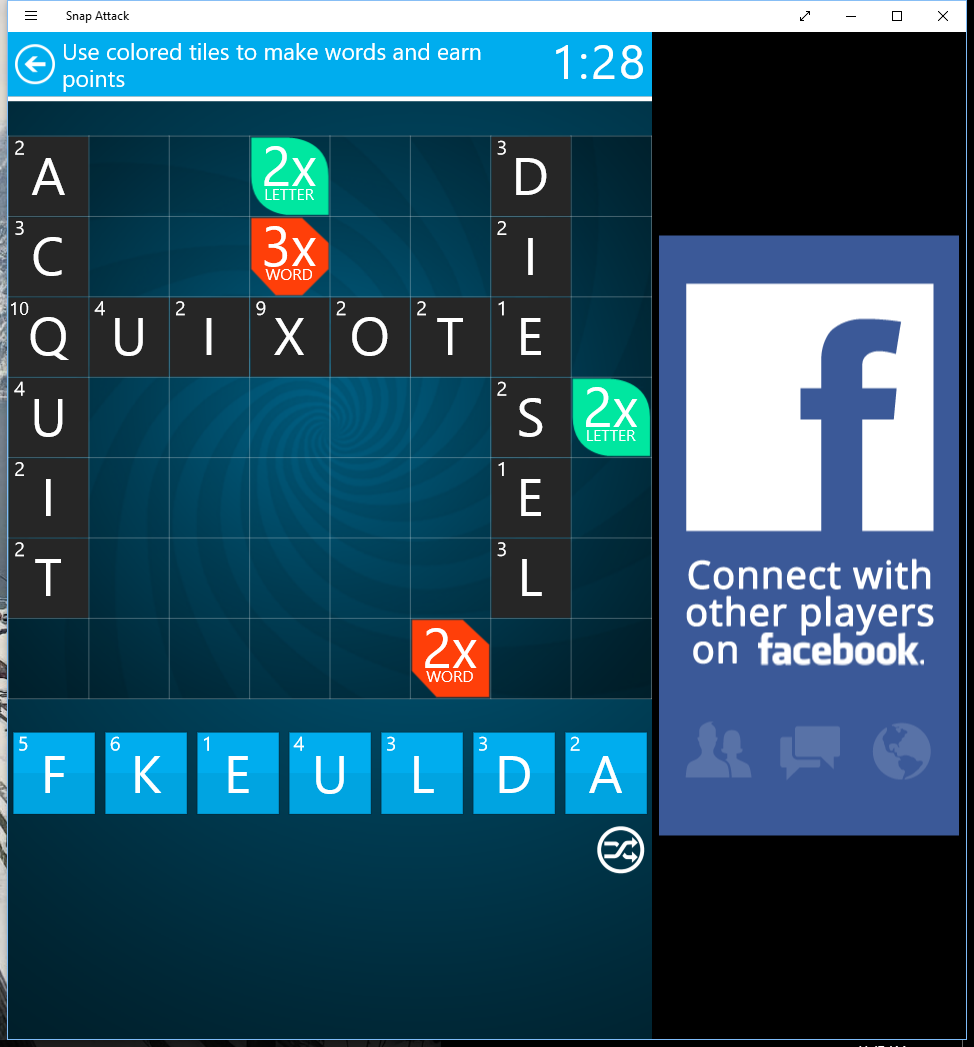 Snap Attack
Use colored tiles to make words and earn
points
1:28
2 A 2x LETTER 3 D
3 C 3x WORD 2 I
10 Q 4 U 2 I 9 X 2 O 2 T 1 E
4 U 2 S 2x LETTER
2 I 1 E
2 T 3 L
2x WORD
5 F 6 K 1 E 4 U 3 L 3 D 2 A
f
Connect with
other players
on facebook.